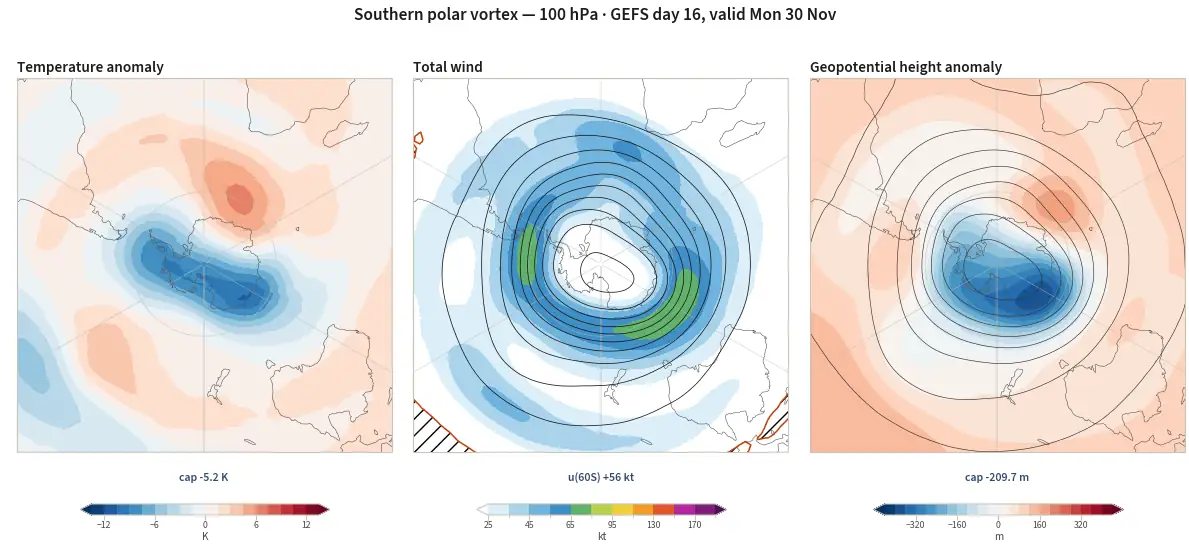 Southern polar vortex — 100 hPa · GEFS day 16, valid Mon 30 Nov
Temperature anomaly
Total wind
Geopotential height anomaly
cap -5.2 K
u(60S) +56 kt
cap -209.7 m
−12 −6 0 6 12
K
25 45 65 95 130 170
kt
−320 −160 0 160 320
m